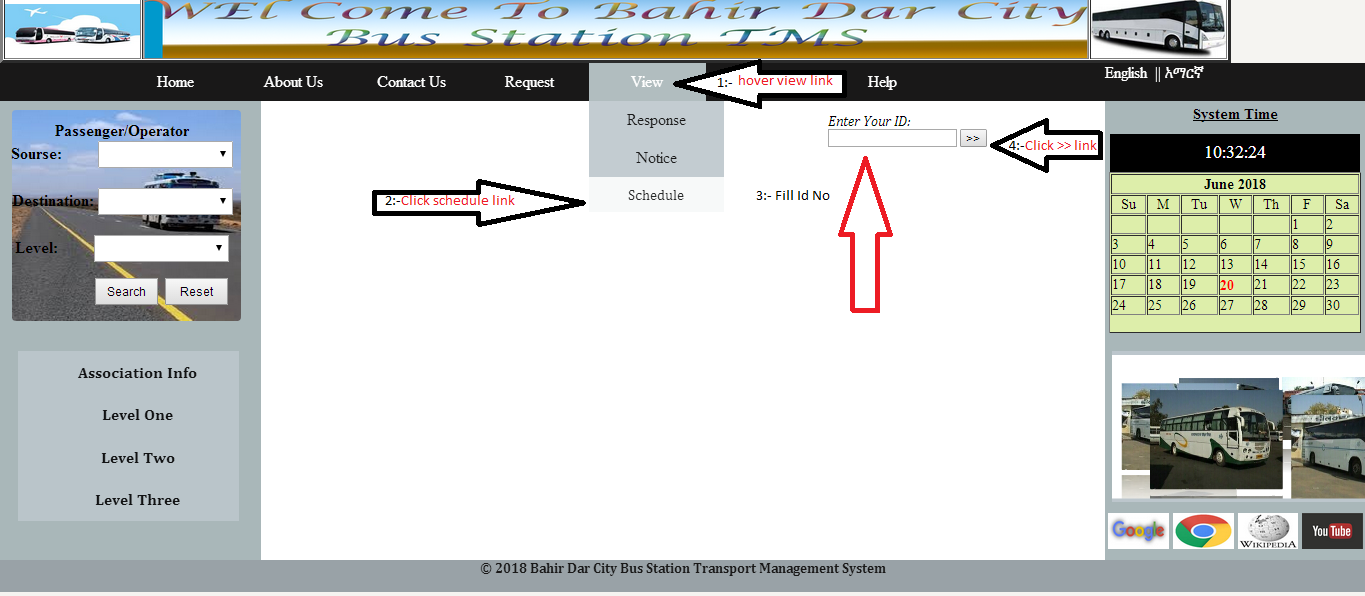 WEl Come To Bahir Dar City
Bus Station TMS
Home About Us Contact Us Request View 1:- hover view link Help English || አማርኛ
Passenger/Operator
Sourse:
Destination:
Level:
Search Reset
Response
Notice
Schedule
2:-Click schedule link
Enter Your ID:
>>
4:-Click >> link
3:- Fill Id No
Association Info
Level One
Level Two
Level Three
System Time
10:32:24
June 2018
Su M Tu W Th F Sa
1 2
3 4 5 6 7 8 9
10 11 12 13 14 15 16
17 18 19 20 21 22 23
24 25 26 27 28 29 30
Google WIKIPEDIA You Tube
© 2018 Bahir Dar City Bus Station Transport Management System